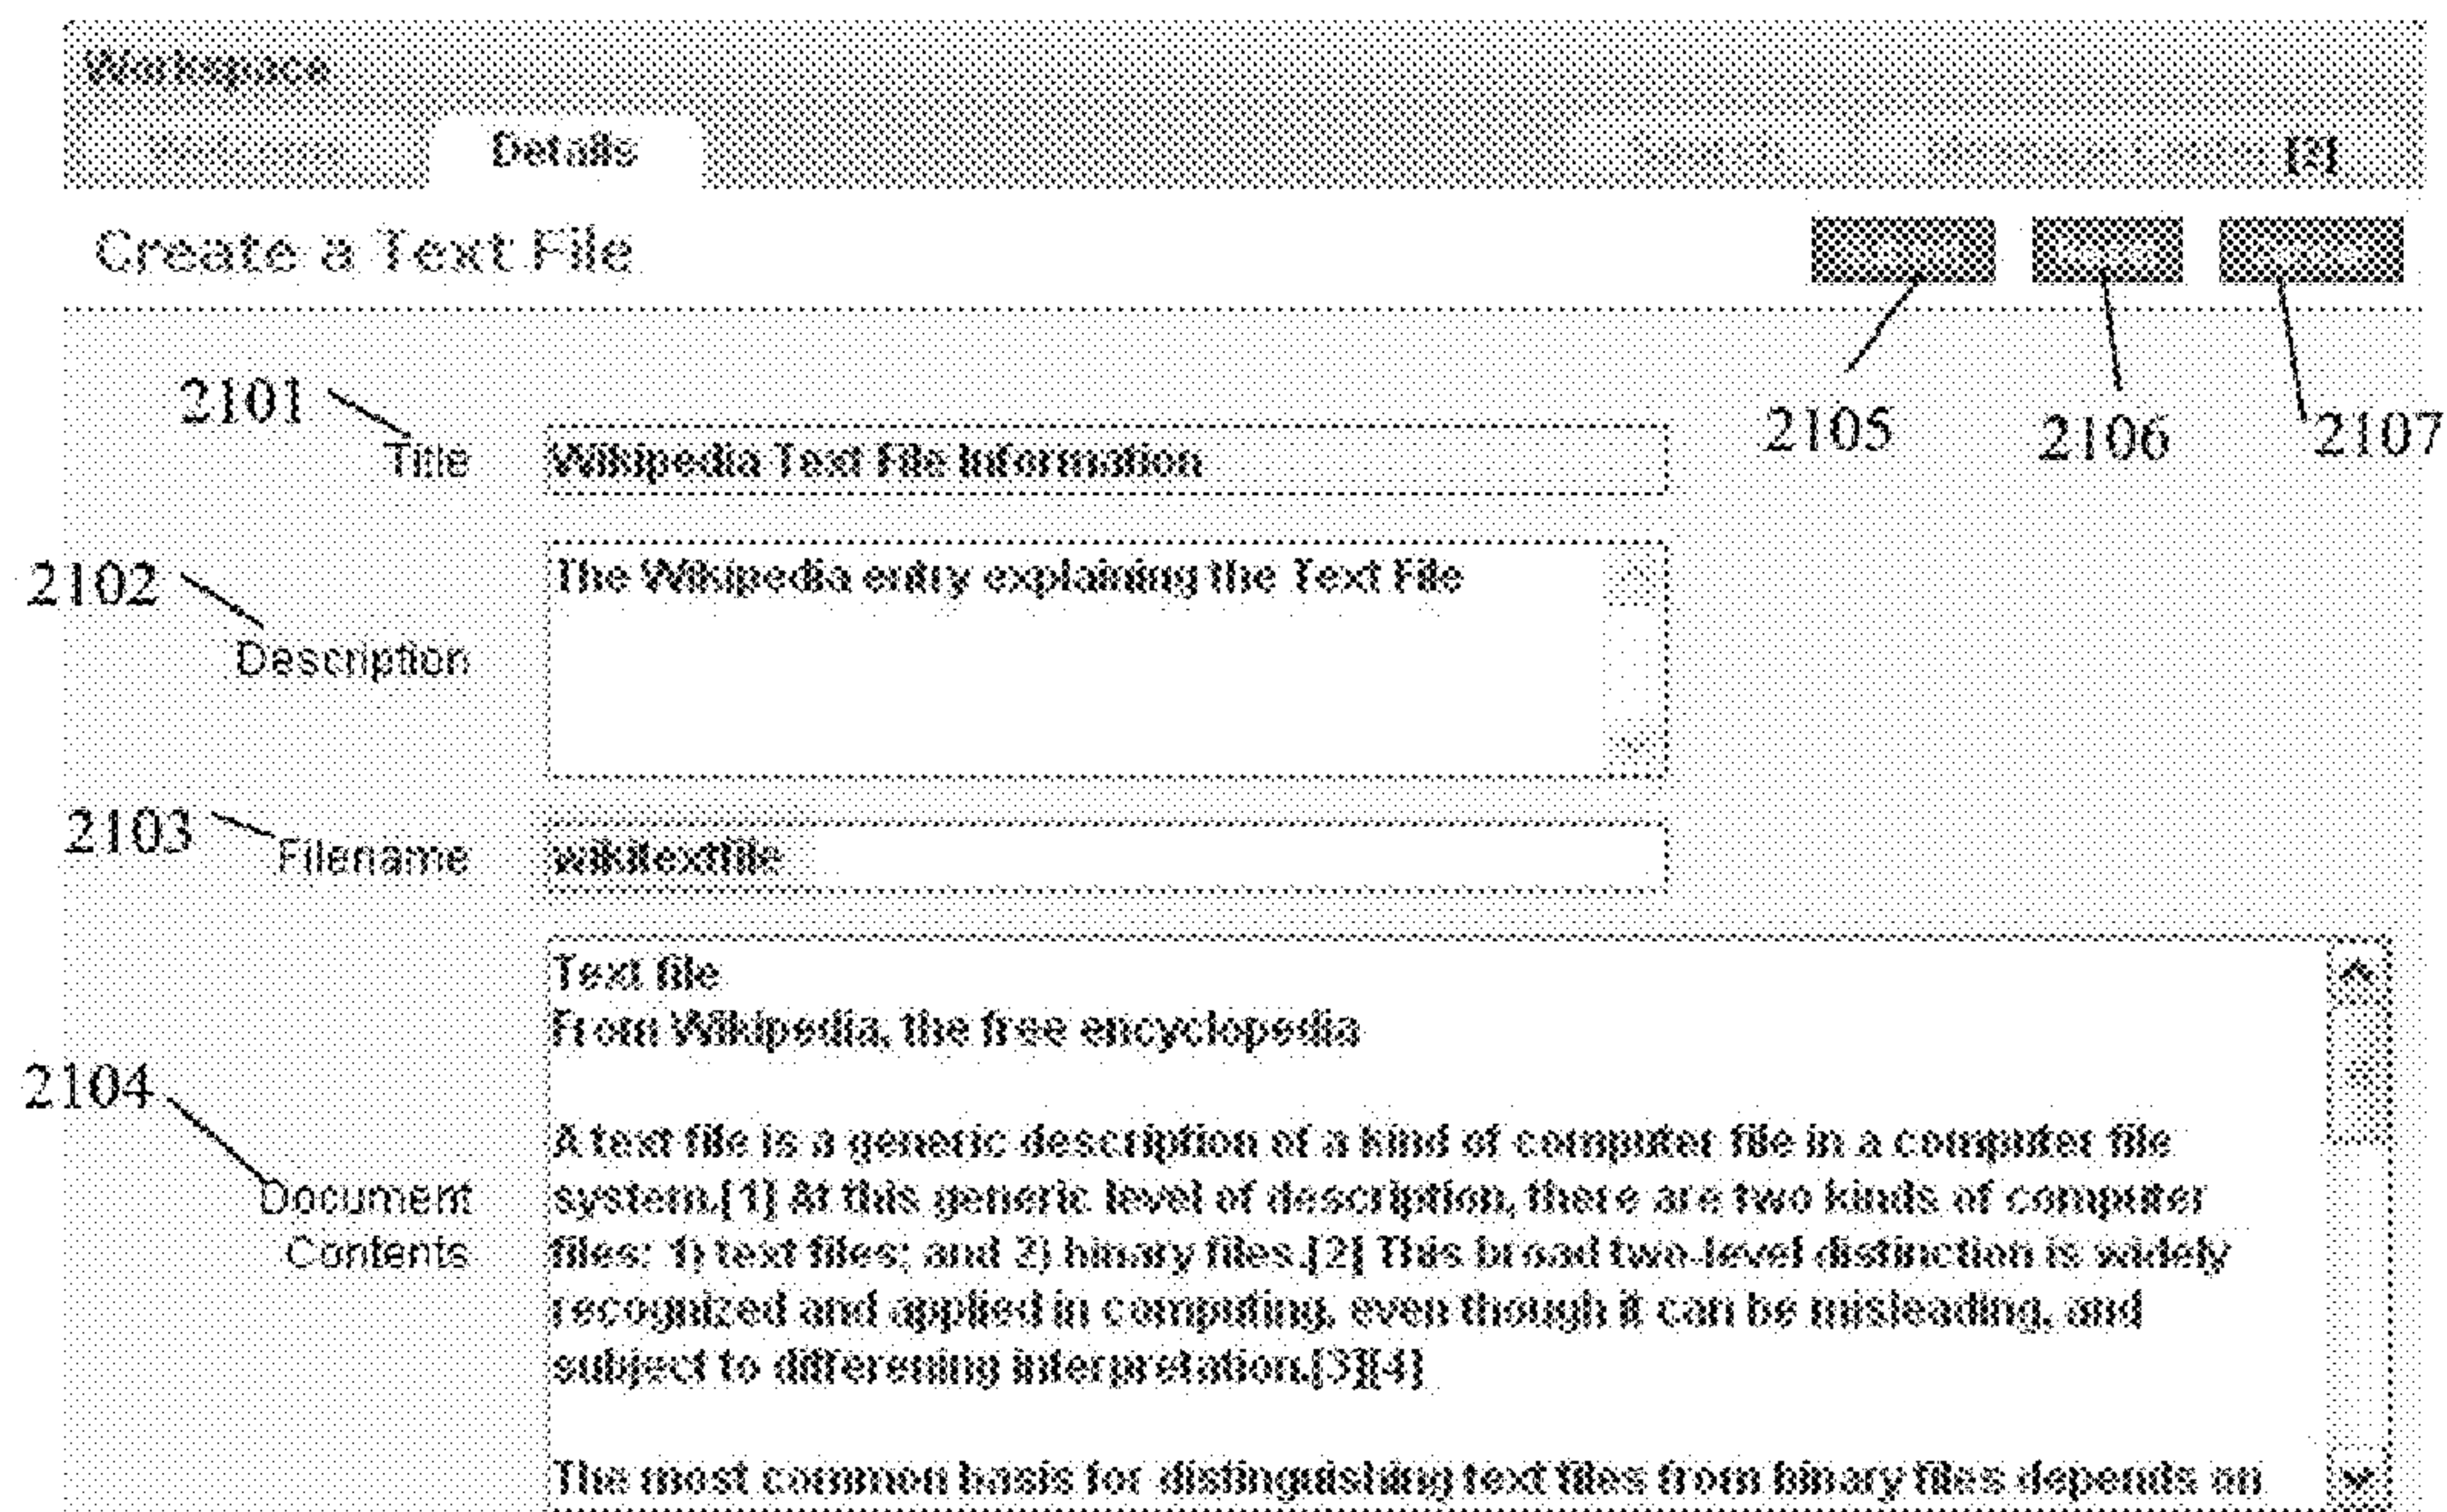 Workspace
Details
[2]
Create a Text File
2101
Title
Wikipedia Text File Information
2105
2106
2107
2102
Description
The Wikipedia entry explaining the Text File
2103
Filename
wikitextfile
2104
Document
Contents
Text file
From Wikipedia, the free encyclopedia
A text file is a generic description of a kind of computer file in a computer file
system.[1] At this generic level of description, there are two kinds of computer
files: 1) text files; and 2) binary files.[2] This broad two-level distinction is widely
recognized and applied in computing, even though it can be misleading, and
subject to differening interpretation.[3][4]
The most common basis for distinguishing text files from binary files depends on